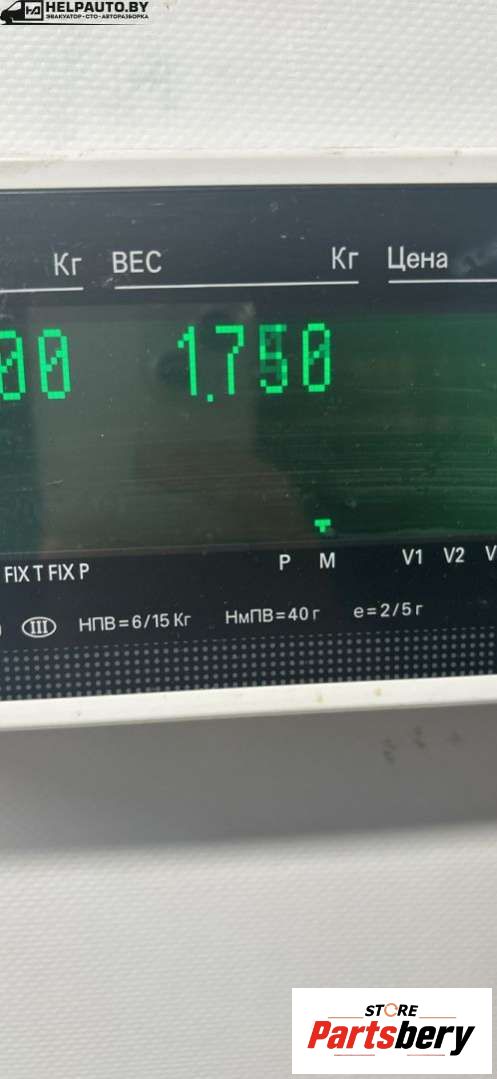 HELPAUTO.BY
ЭВАКУАТОР-СТО-АВТОРАЗБОРКА
Кг ВЕС Кг Цена
00 1.750
FIX T FIX P P M V1 V2 V
III НПВ=6/15 Кг НмПВ=40 г e=2/5 г
STORE
Partsbery